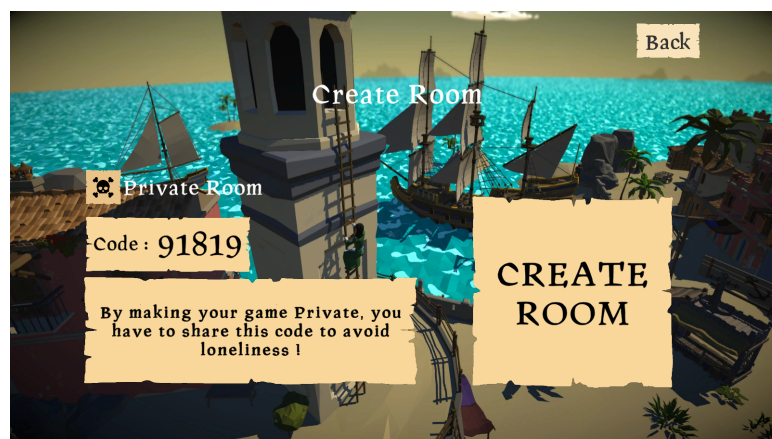 Back
Create Room
Private Room
Code : 91819
By making your game Private, you
have to share this code to avoid
loneliness !
CREATE
ROOM